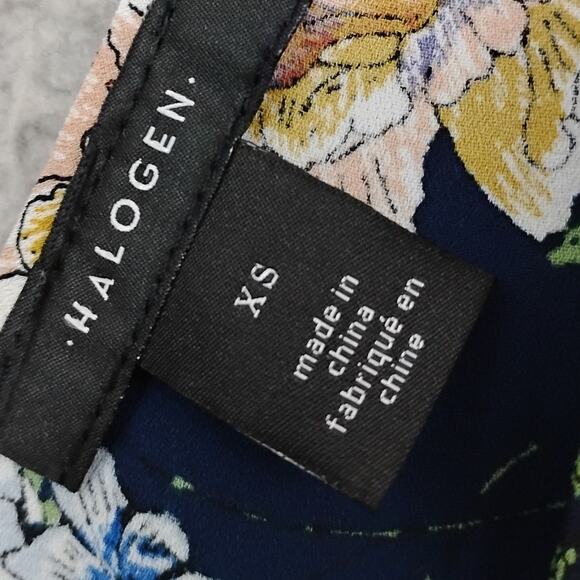 ·HALOGEN·
XS
made in
china
fabriqué en
chine